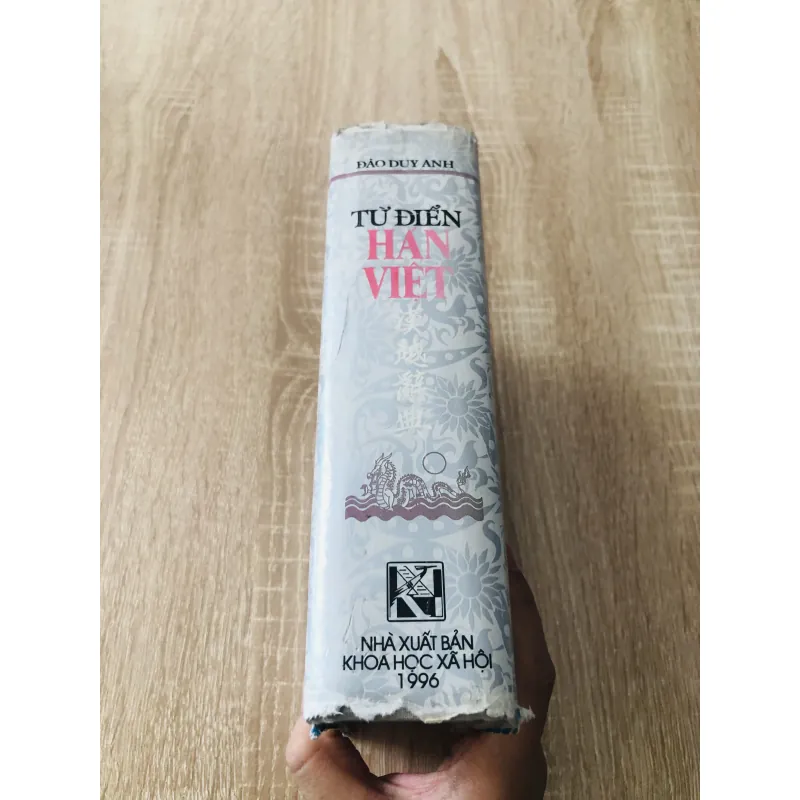 ĐÀO DUY ANH
TỪ ĐIỂN
HÁN
VIỆT
漢越辭典
NHÀ XUẤT BẢN
KHOA HỌC XÃ HỘI
1996